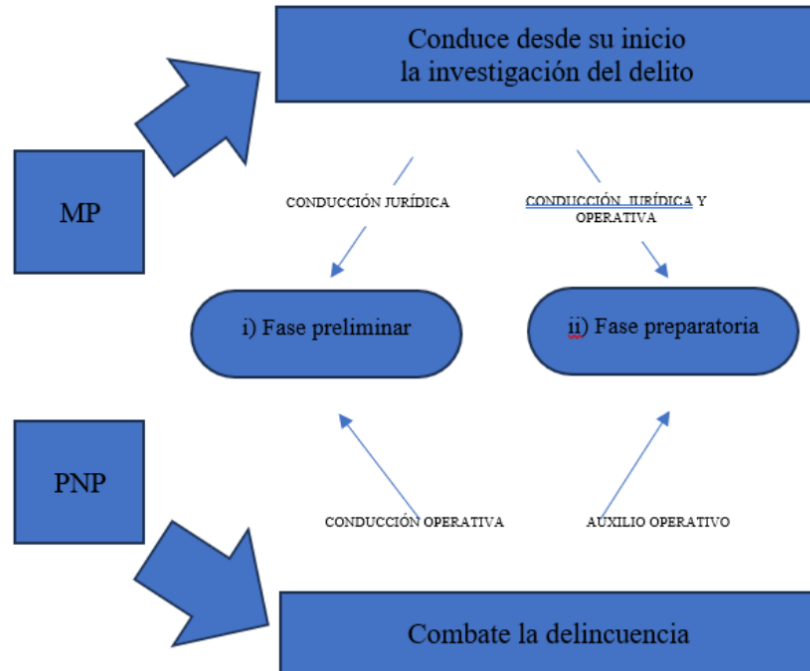 Conduce desde su inicio
la investigación del delito
MP
CONDUCCIÓN JURÍDICA
CONDUCCIÓN JURÍDICA Y
OPERATIVA
i) Fase preliminar
ii) Fase preparatoria
PNP
CONDUCCIÓN OPERATIVA
AUXILIO OPERATIVO
Combate la delincuencia